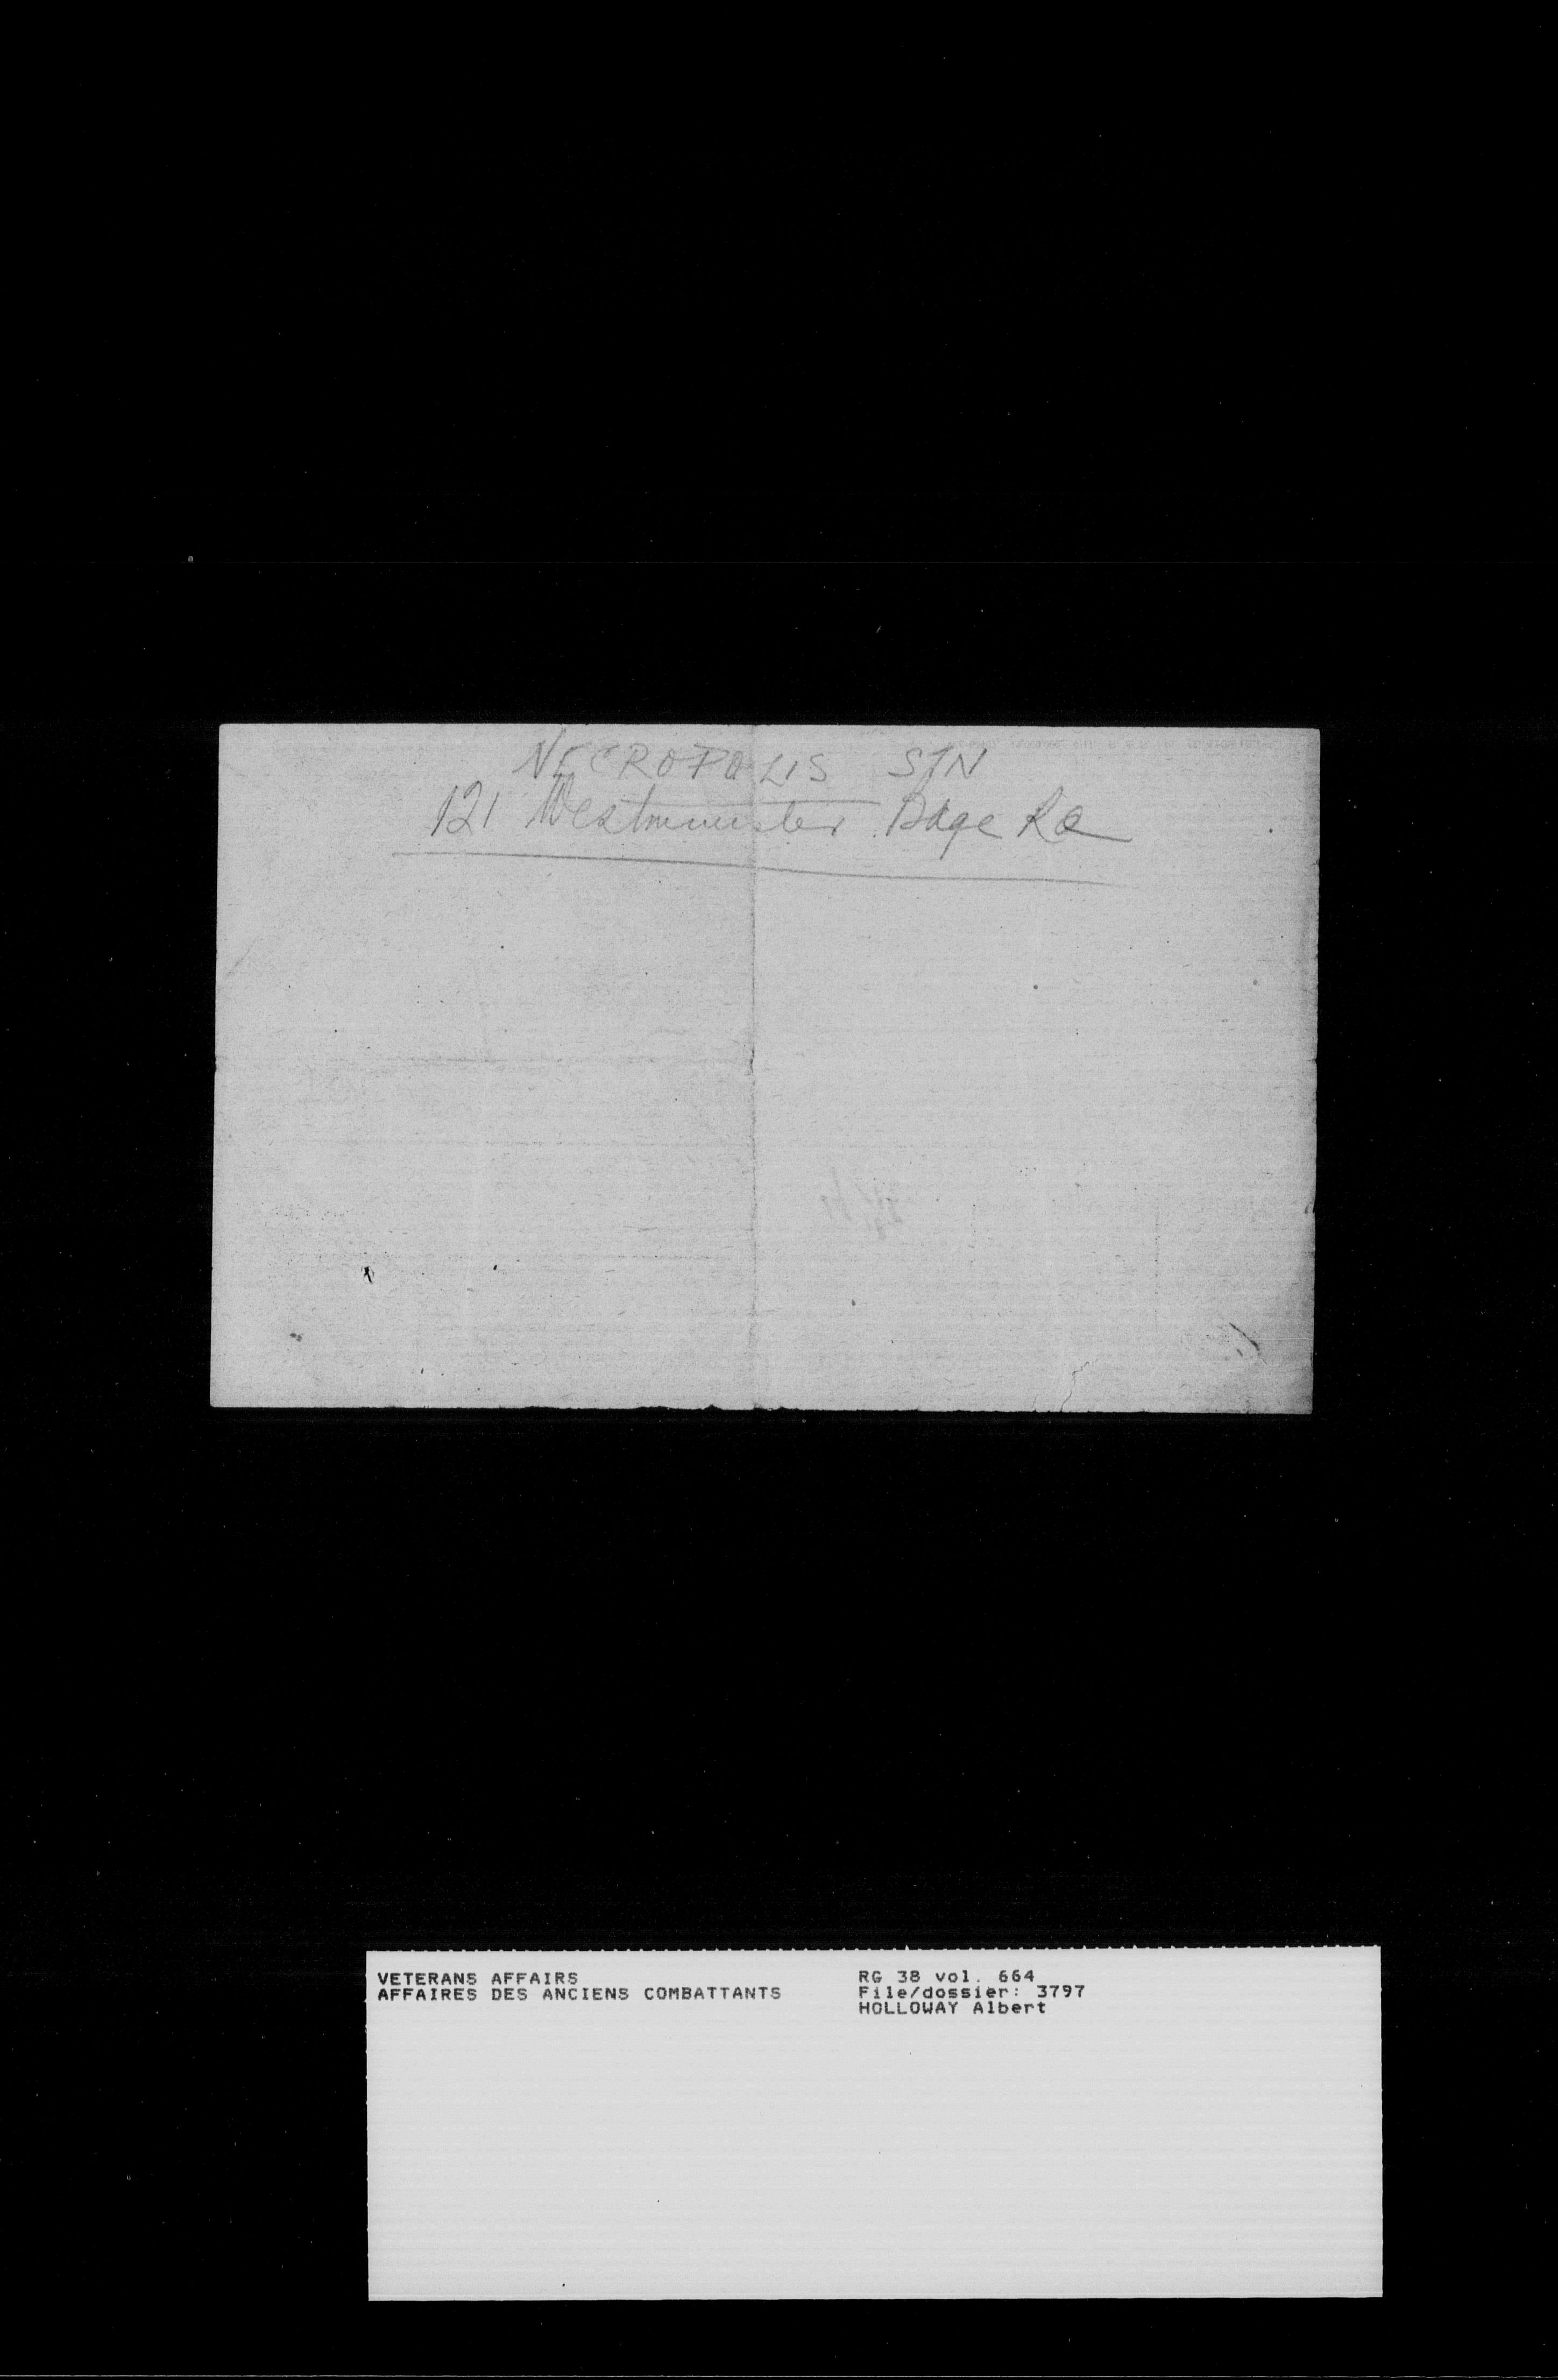 NECROPOLIS STN
121 Westminster Bdge Rd
VETERANS AFFAIRS
AFFAIRES DES ANCIENS COMBATTANTS
RG 38 vol. 664
File/dossier: 3797
HOLLOWAY Albert